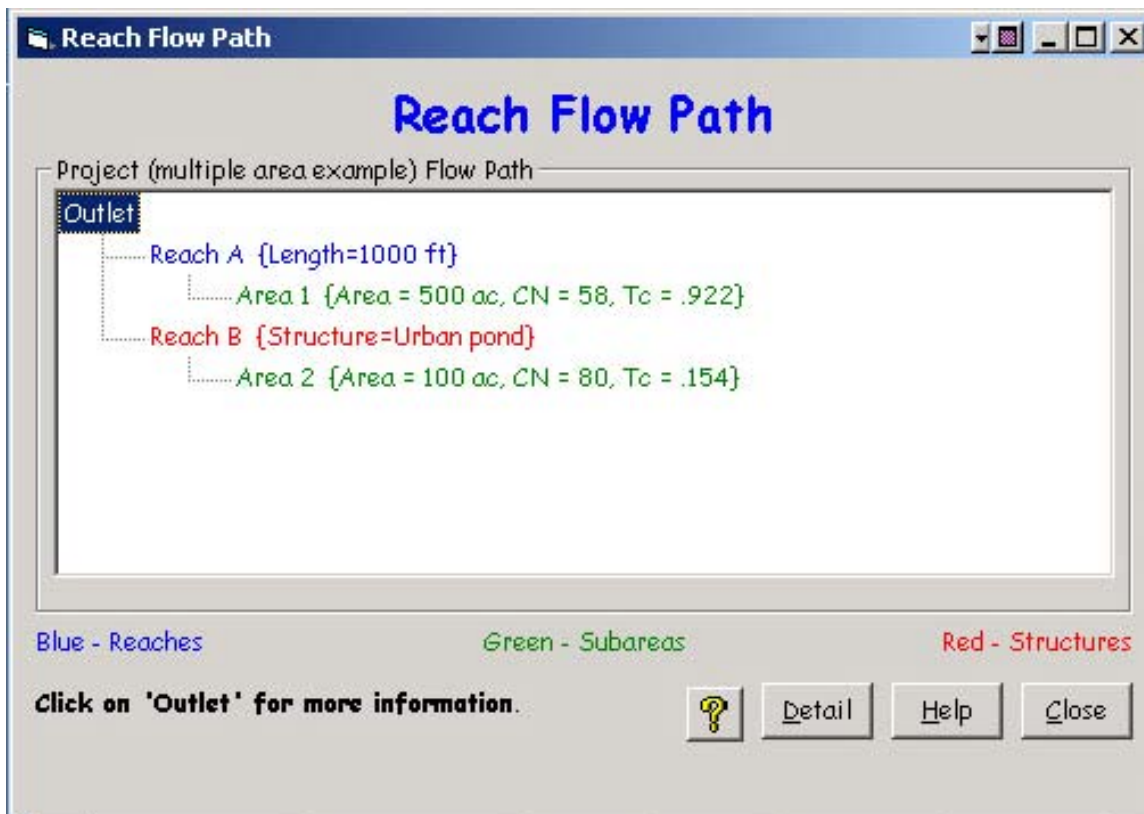 Reach Flow Path
Reach Flow Path
Project (multiple area example) Flow Path
Outlet
Reach A {Length=1000 ft}
Area 1 {Area = 500 ac, CN = 58, Tc = .922}
Reach B {Structure=Urban pond}
Area 2 {Area = 100 ac, CN = 80, Tc = .154}
Blue - Reaches Green - Subareas Red - Structures
Click on 'Outlet' for more information. ? Detail Help Close